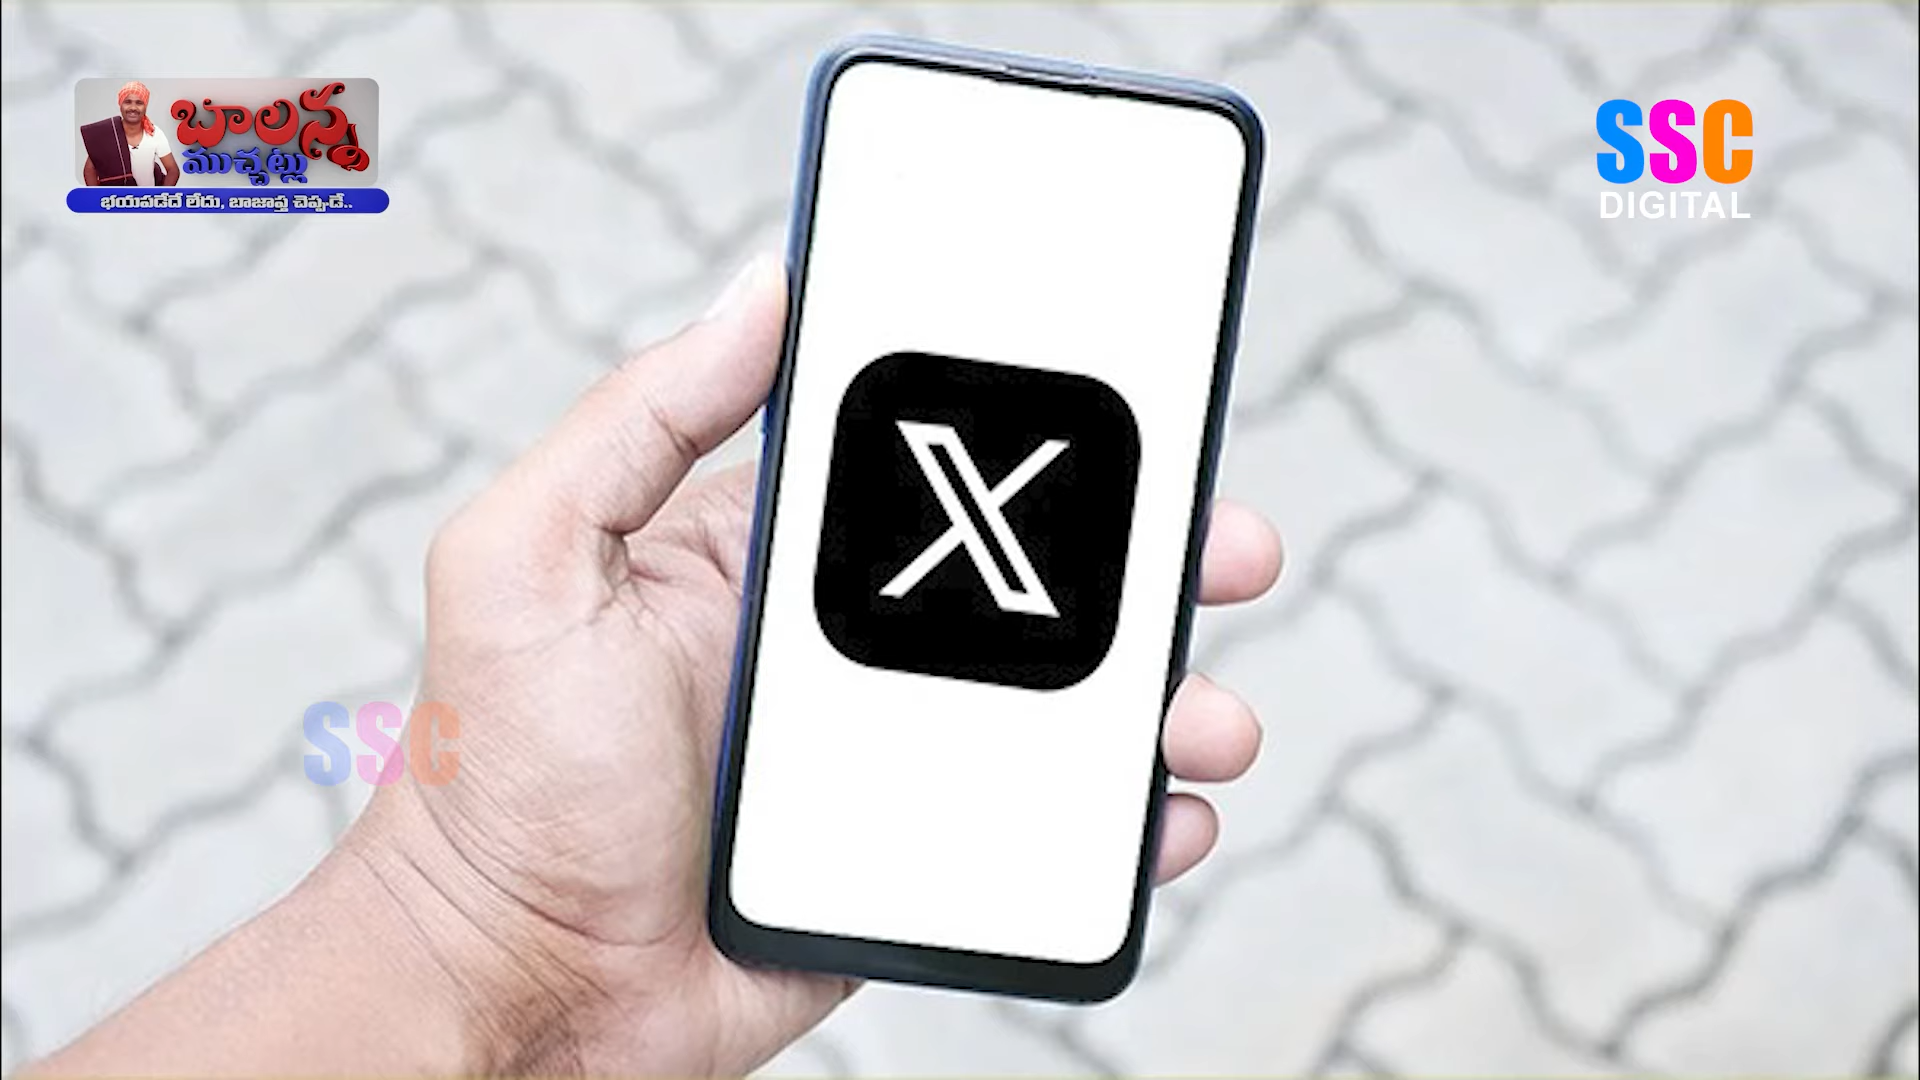 బాలన్న
ముచ్చట్లు
భయపడేదే లేదు, బాజాప్త చెప్పుడే..
SSC
DIGITAL
X
SSC